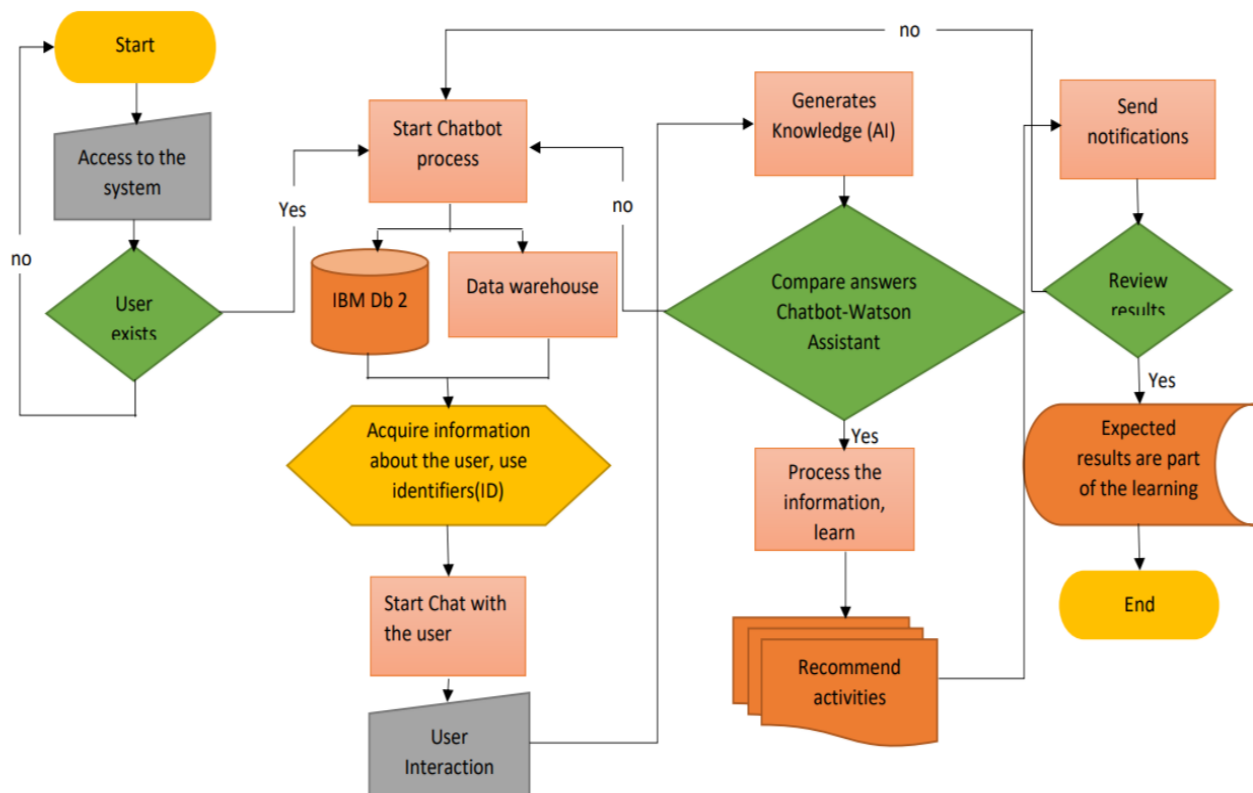 Start
Access to the
system
no
User
exists
Yes
Start Chatbot
process
no
IBM Db 2
Data warehouse
Acquire information
about the user, use
identifiers(ID)
Start Chat with
the user
User
Interaction
Generates
Knowledge (AI)
Compare answers
Chatbot-Watson
Assistant
Yes
Process the
information,
learn
Recommend
activities
no
Send
notifications
Review
results
Yes
Expected
results are part
of the learning
End